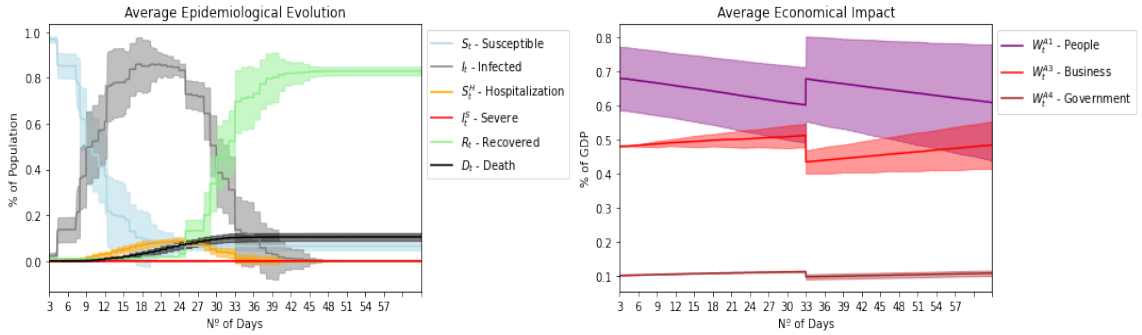 Average Epidemiological Evolution
% of Population
1.0
0.8
0.6
0.4
0.2
0.0
3 6 9 12 15 18 21 24 27 30 33 36 39 42 45 48 51 54 57
Nº of Days
S_t - Susceptible
I_t - Infected
S_t^H - Hospitalization
I_t^S - Severe
R_t - Recovered
D_t - Death
Average Economical Impact
% of GDP
0.8
0.7
0.6
0.5
0.4
0.3
0.2
0.1
3 6 9 12 15 18 21 24 27 30 33 36 39 42 45 48 51 54 57
Nº of Days
W_t^A1 - People
W_t^A3 - Business
W_t^A4 - Government